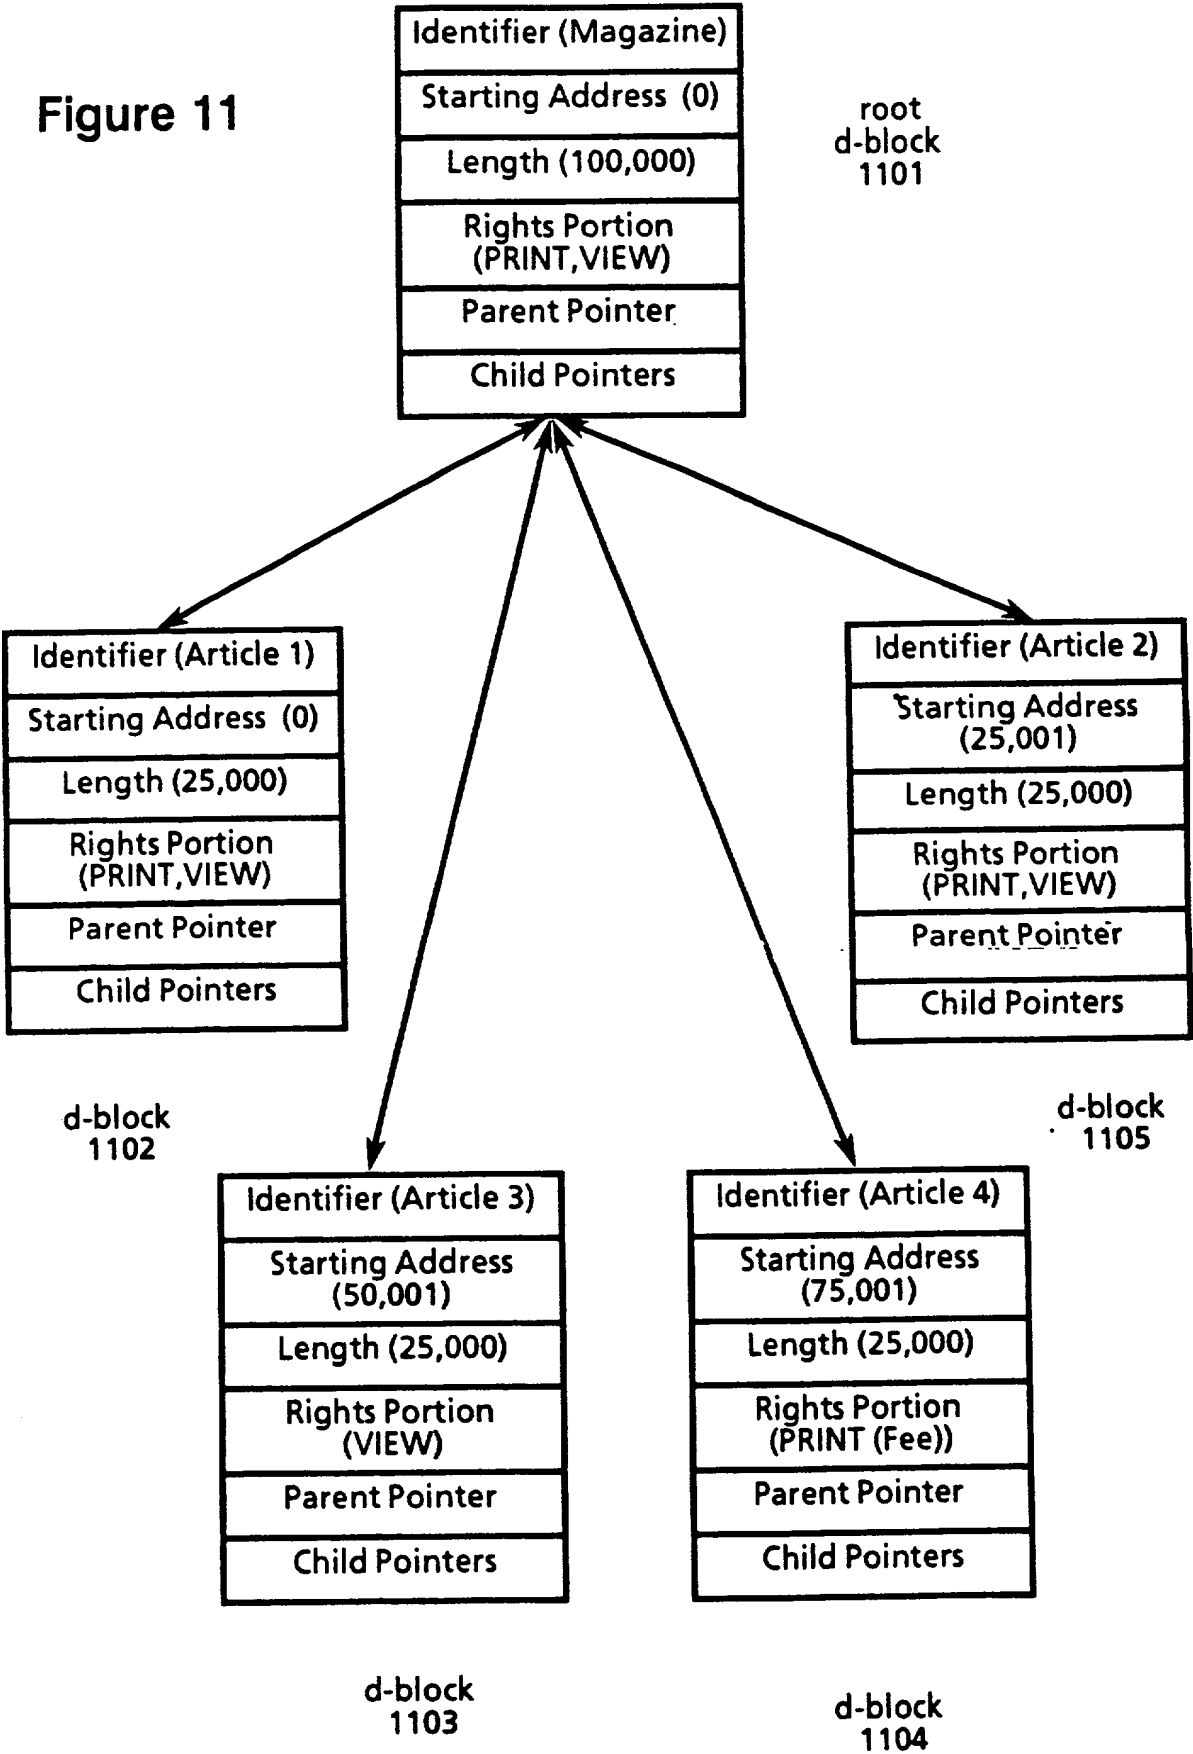 Figure 11
Identifier (Magazine)
Starting Address (0)
Length (100,000)
Rights Portion
(PRINT,VIEW)
Parent Pointer
Child Pointers
root
d-block
1101
Identifier (Article 1)
Starting Address (0)
Length (25,000)
Rights Portion
(PRINT,VIEW)
Parent Pointer
Child Pointers
d-block
1102
Identifier (Article 2)
Starting Address
(25,001)
Length (25,000)
Rights Portion
(PRINT,VIEW)
Parent Pointer
Child Pointers
d-block
1105
Identifier (Article 3)
Starting Address
(50,001)
Length (25,000)
Rights Portion
(VIEW)
Parent Pointer
Child Pointers
d-block
1103
Identifier (Article 4)
Starting Address
(75,001)
Length (25,000)
Rights Portion
(PRINT (Fee))
Parent Pointer
Child Pointers
d-block
1104